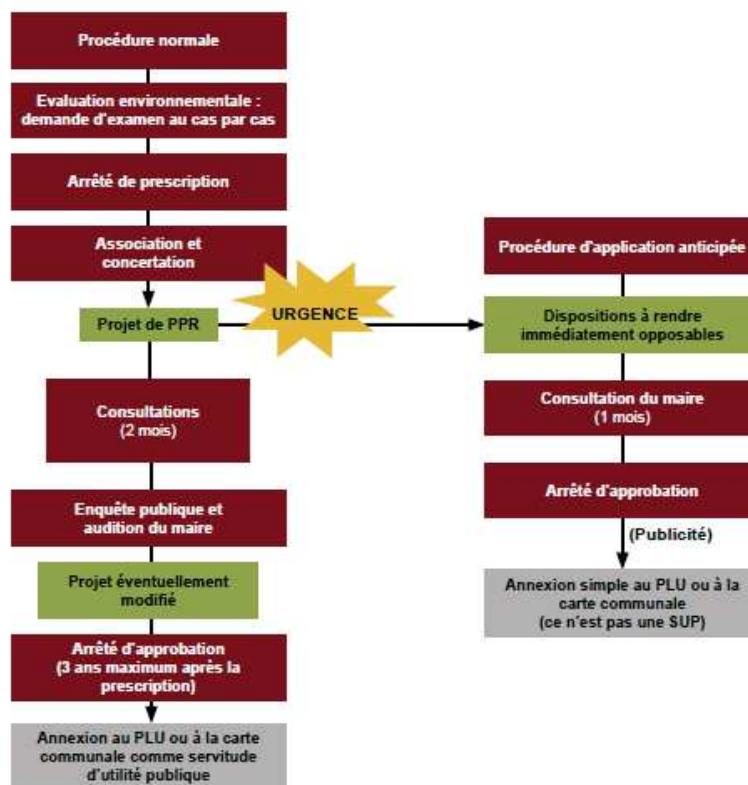 Procédure normale
Evaluation environnementale :
demande d'examen au cas par cas
Arrêté de prescription
Association et
concertation
Projet de PPR
URGENCE
Consultations
(2 mois)
Enquête publique et
audition du maire
Projet éventuellement
modifié
Arrêté d'approbation
(3 ans maximum après la
prescription)
Annexion au PLU ou à la carte
communale comme servitude
d'utilité publique
Procédure d'application anticipée
Dispositions à rendre
immédiatement opposables
Consultation du maire
(1 mois)
Arrêté d'approbation
(Publicité)
Annexion simple au PLU ou à la
carte communale
(ce n'est pas une SUP)